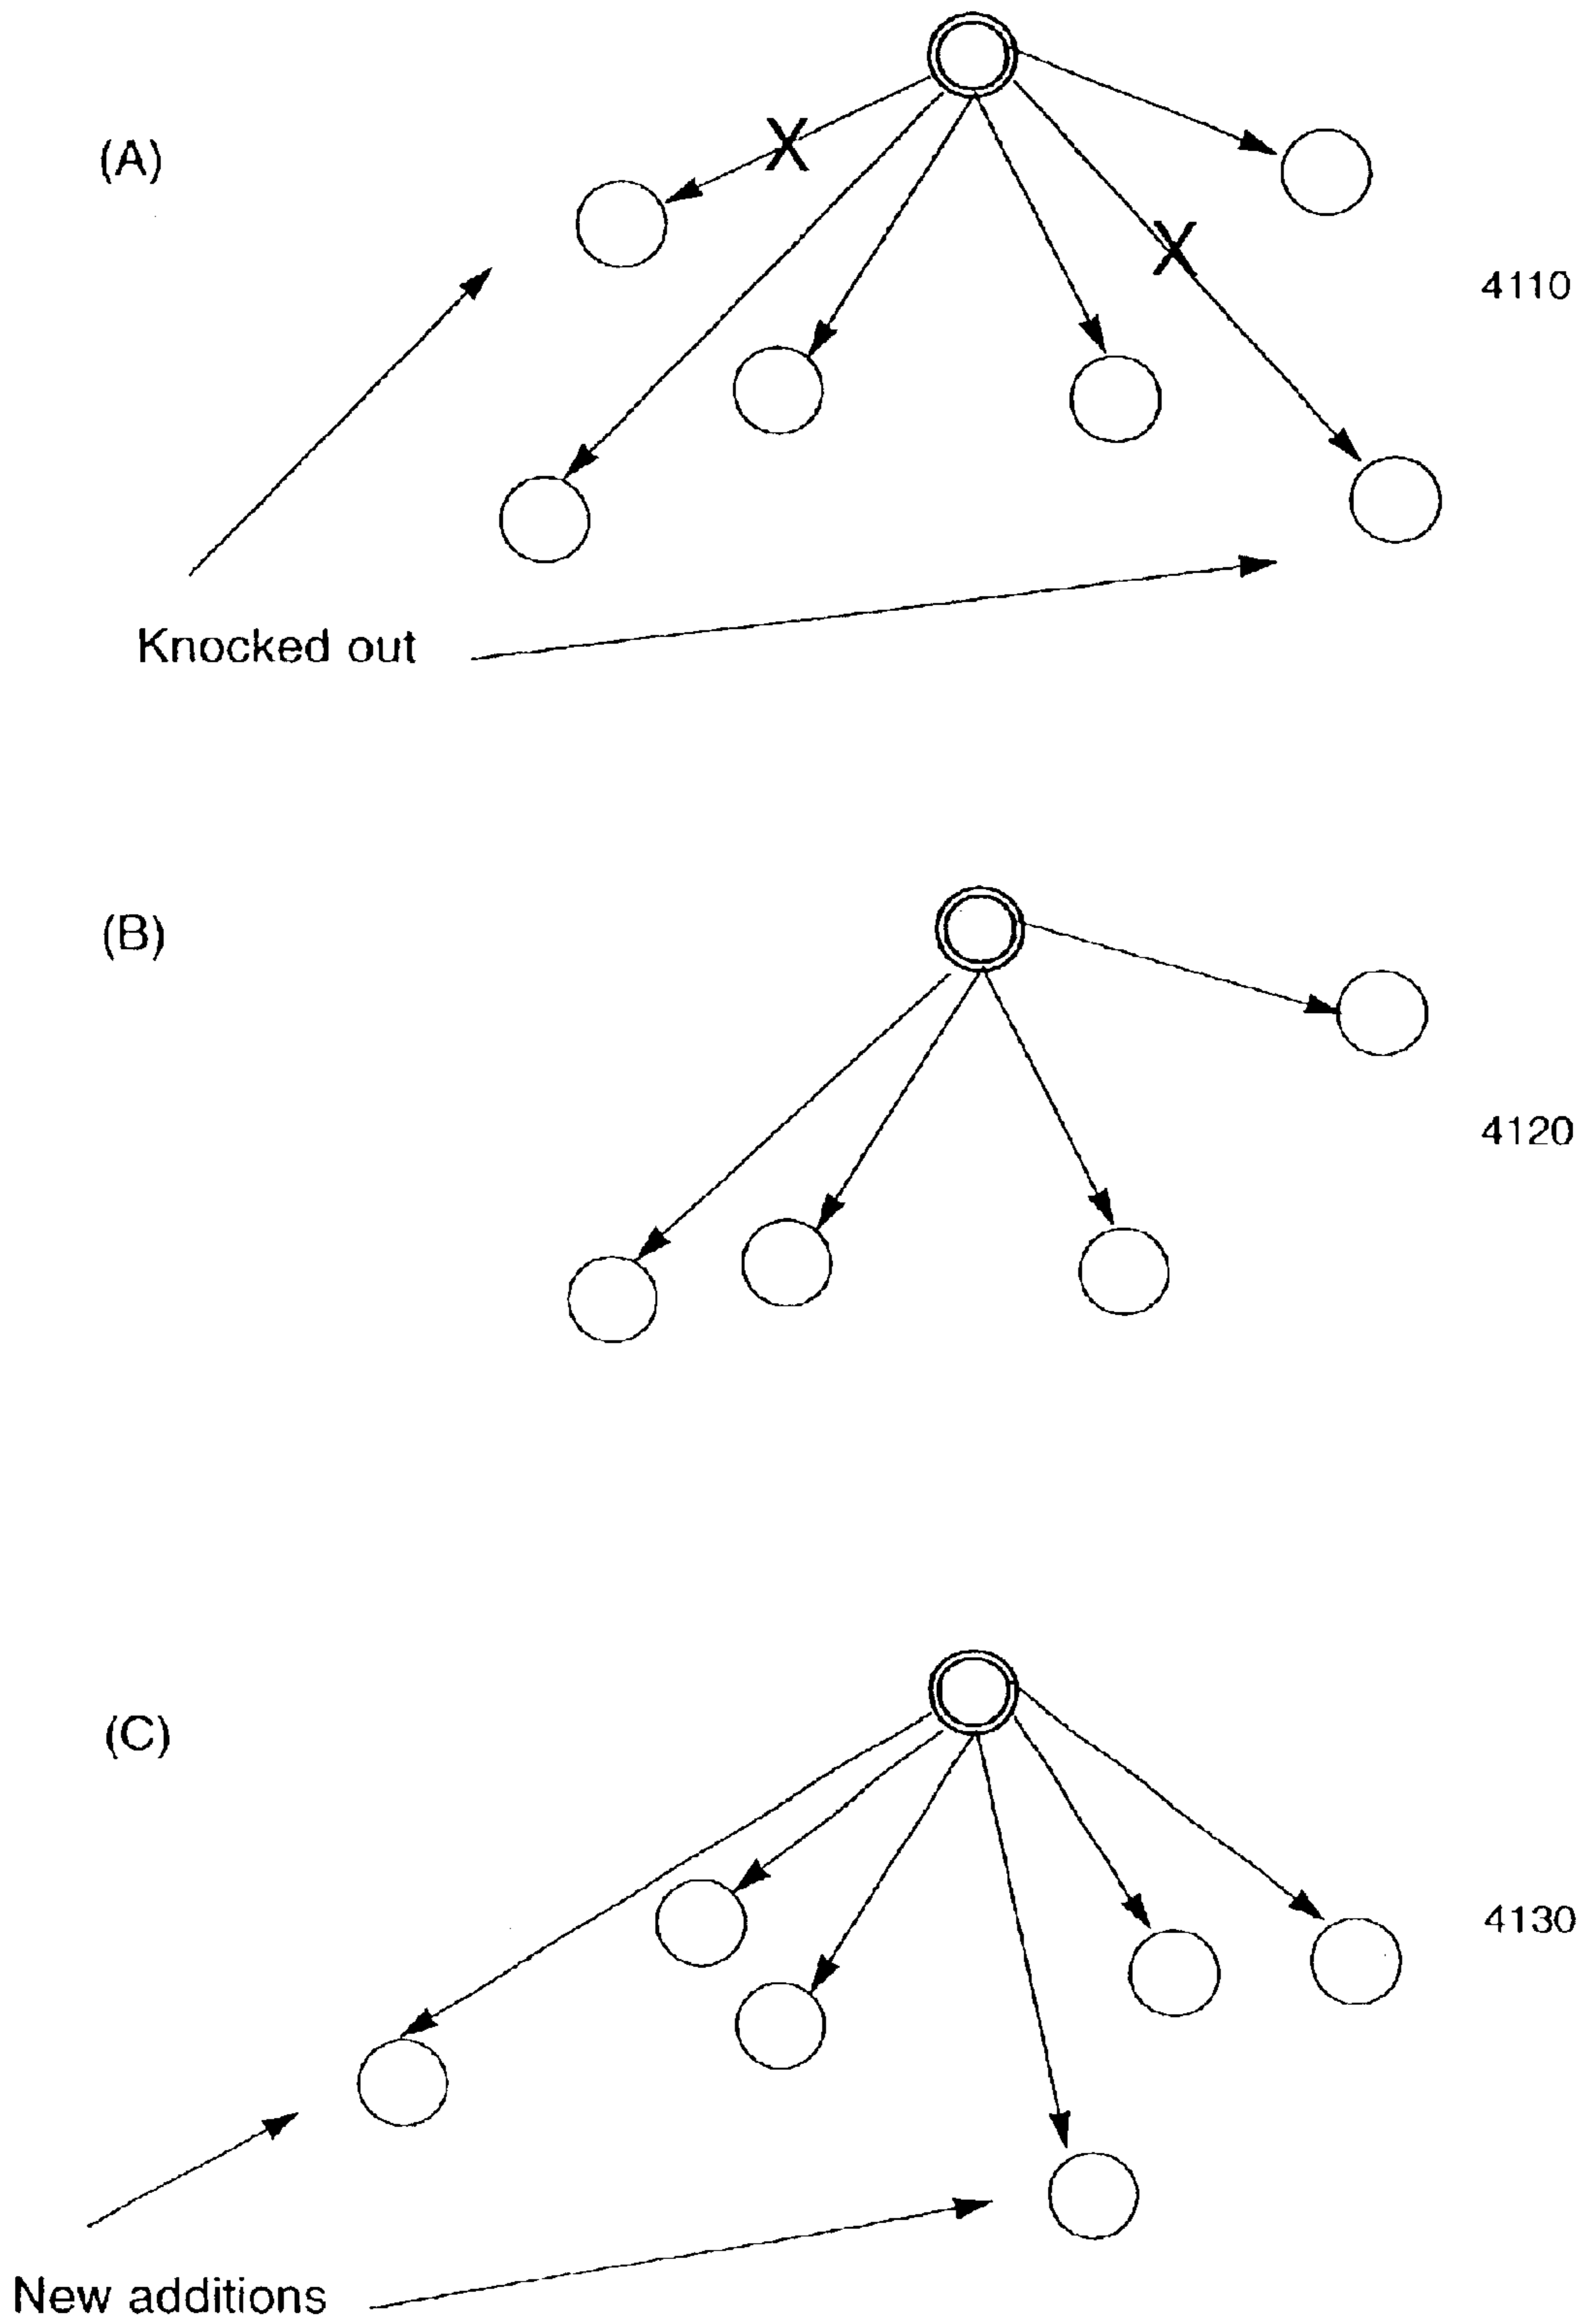 (A)
X
X
4110
Knocked out
(B)
4120
(C)
4130
New additions